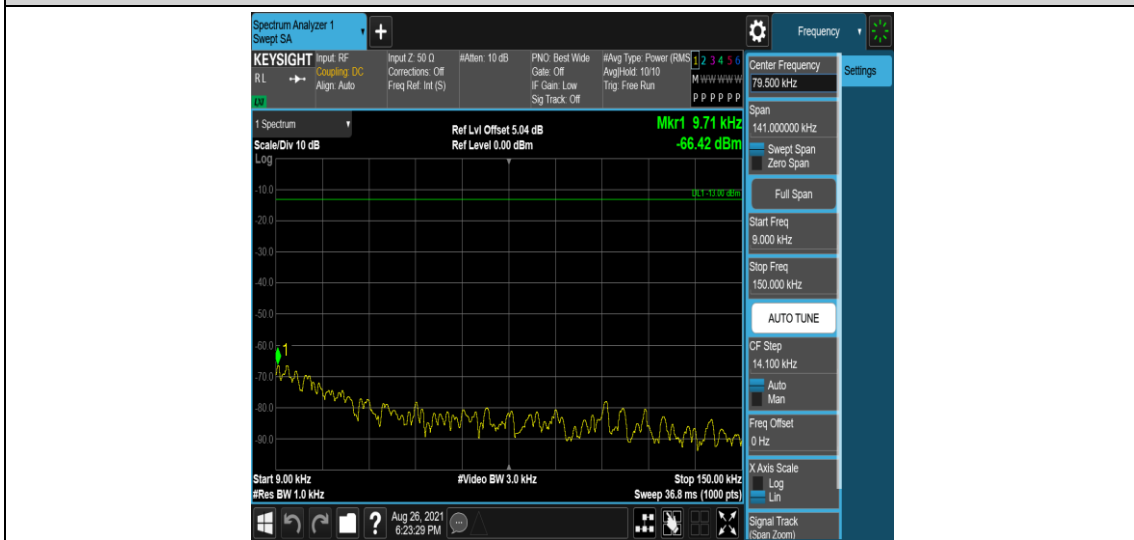 Spectrum Analyzer 1
Swept SA
+
Frequency
KEYSIGHT
RL
LXI
Input: RF
Coupling: DC
Align: Auto
Input Z: 50 Ω
Corrections: Off
Freq Ref: Int (S)
#Atten: 10 dB
PNO: Best Wide
Gate: Off
IF Gain: Low
Sig Track: Off
#Avg Type: Power (RMS
Avg|Hold: 10/10
Trig: Free Run
1 2 3 4 5 6
M W W W W W
P P P P P P
Center Frequency
79.500 kHz
Settings
Span
141.000000 kHz
Swept Span
Zero Span
Full Span
Start Freq
9.000 kHz
Stop Freq
150.000 kHz
AUTO TUNE
CF Step
14.100 kHz
Auto
Man
Freq Offset
0 Hz
X Axis Scale
Log
Lin
Signal Track
(Span Zoom)
1 Spectrum
Scale/Div 10 dB
Log
Ref Lvl Offset 5.04 dB
Ref Level 0.00 dBm
Mkr1 9.71 kHz
-66.42 dBm
DL1 -13.00 dBm
-10.0
-20.0
-30.0
-40.0
-50.0
-60.0
1
-70.0
-80.0
-90.0
Start 9.00 kHz
#Res BW 1.0 kHz
#Video BW 3.0 kHz
Stop 150.00 kHz
Sweep 36.8 ms (1000 pts)
?
Aug 26, 2021
6:23:29 PM